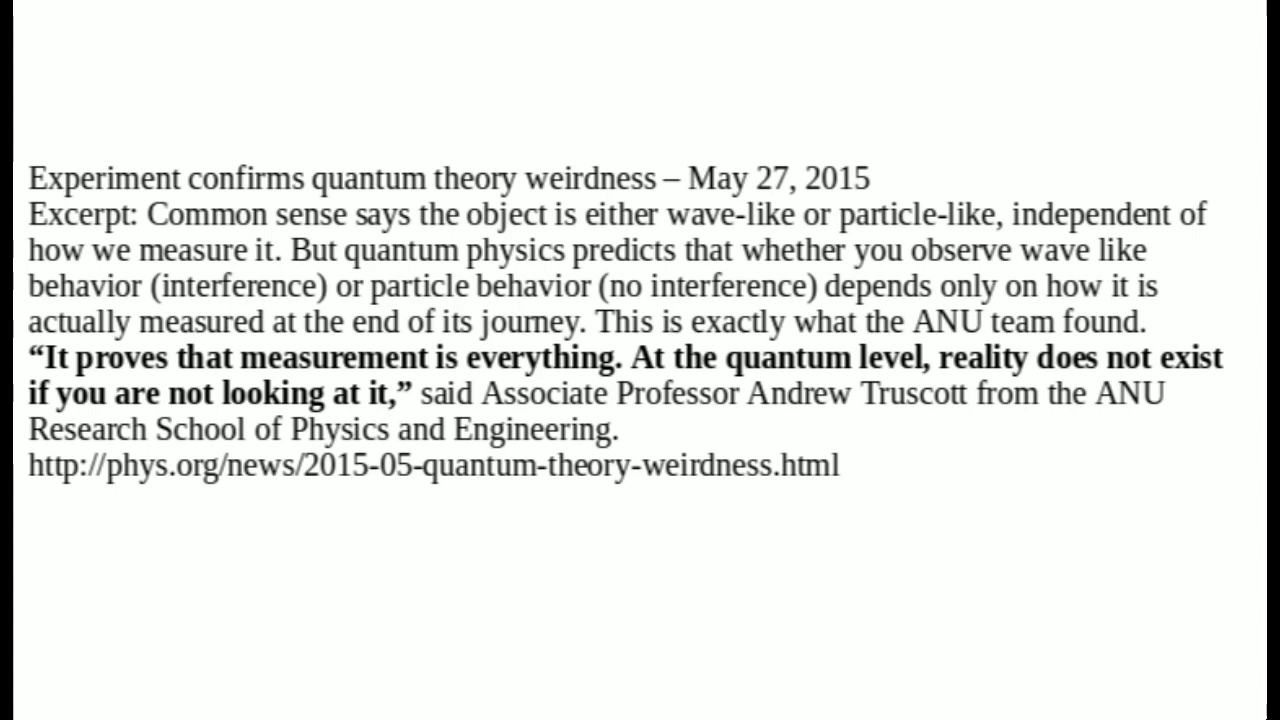 Experiment confirms quantum theory weirdness – May 27, 2015
Excerpt: Common sense says the object is either wave-like or particle-like, independent of
how we measure it. But quantum physics predicts that whether you observe wave like
behavior (interference) or particle behavior (no interference) depends only on how it is
actually measured at the end of its journey. This is exactly what the ANU team found.
“It proves that measurement is everything. At the quantum level, reality does not exist
if you are not looking at it,” said Associate Professor Andrew Truscott from the ANU
Research School of Physics and Engineering.
http://phys.org/news/2015-05-quantum-theory-weirdness.html